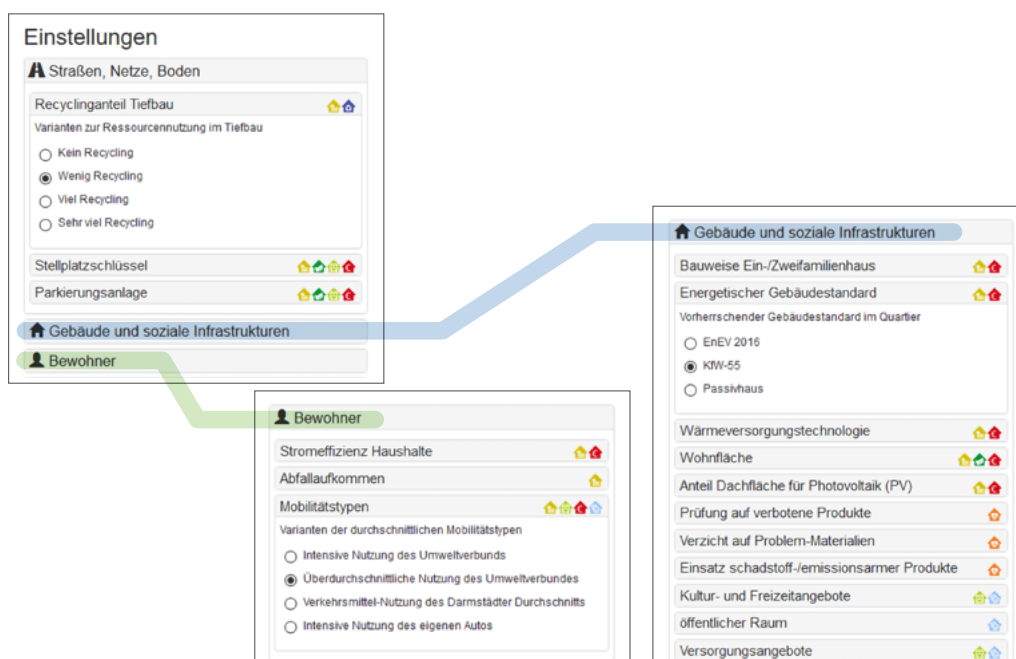 Einstellungen
Straßen, Netze, Boden
Recyclinganteil Tiefbau
Varianten zur Ressourcennutzung im Tiefbau
Kein Recycling
Wenig Recycling
Viel Recycling
Sehr viel Recycling
Stellplatzschlüssel
Parkierungsanlage
Gebäude und soziale Infrastrukturen
Bewohner
Bewohner
Stromeffizienz Haushalte
Abfallaufkommen
Mobilitätstypen
Varianten der durchschnittlichen Mobilitätstypen
Intensive Nutzung des Umweltverbunds
Überdurchschnittliche Nutzung des Umweltverbundes
Verkehrsmittel-Nutzung des Darmstädter Durchschnitts
Intensive Nutzung des eigenen Autos
Gebäude und soziale Infrastrukturen
Bauweise Ein-/Zweifamilienhaus
Energetischer Gebäudestandard
Vorherrschender Gebäudestandard im Quartier
EnEV 2016
KfW-55
Passivhaus
Wärmeversorgungstechnologie
Wohnfläche
Anteil Dachfläche für Photovoltaik (PV)
Prüfung auf verbotene Produkte
Verzicht auf Problem-Materialien
Einsatz schadstoff-/emissionsarmer Produkte
Kultur- und Freizeitangebote
öffentlicher Raum
Versorgungsangebote